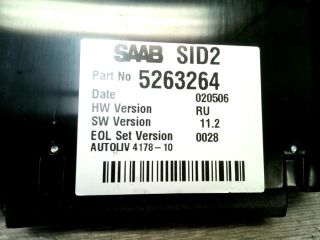 SAAB SID2
Part No 5263264
Date 020506
HW Version RU
SW Version 11.2
EOL Set Version 0028
AUTOLIV 4178-10